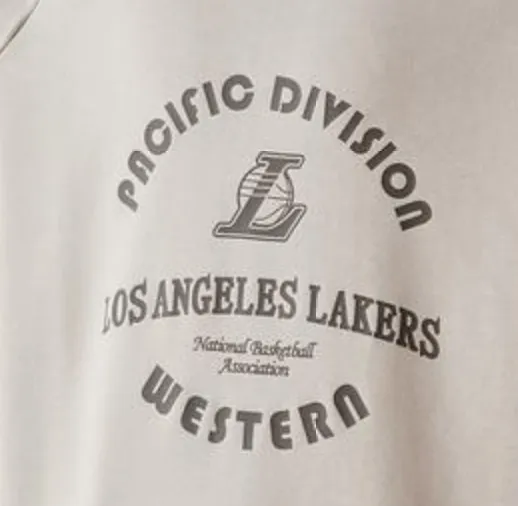 PACIFIC DIVISION
L
LOS ANGELES LAKERS
National Basketball
Association
WESTERN